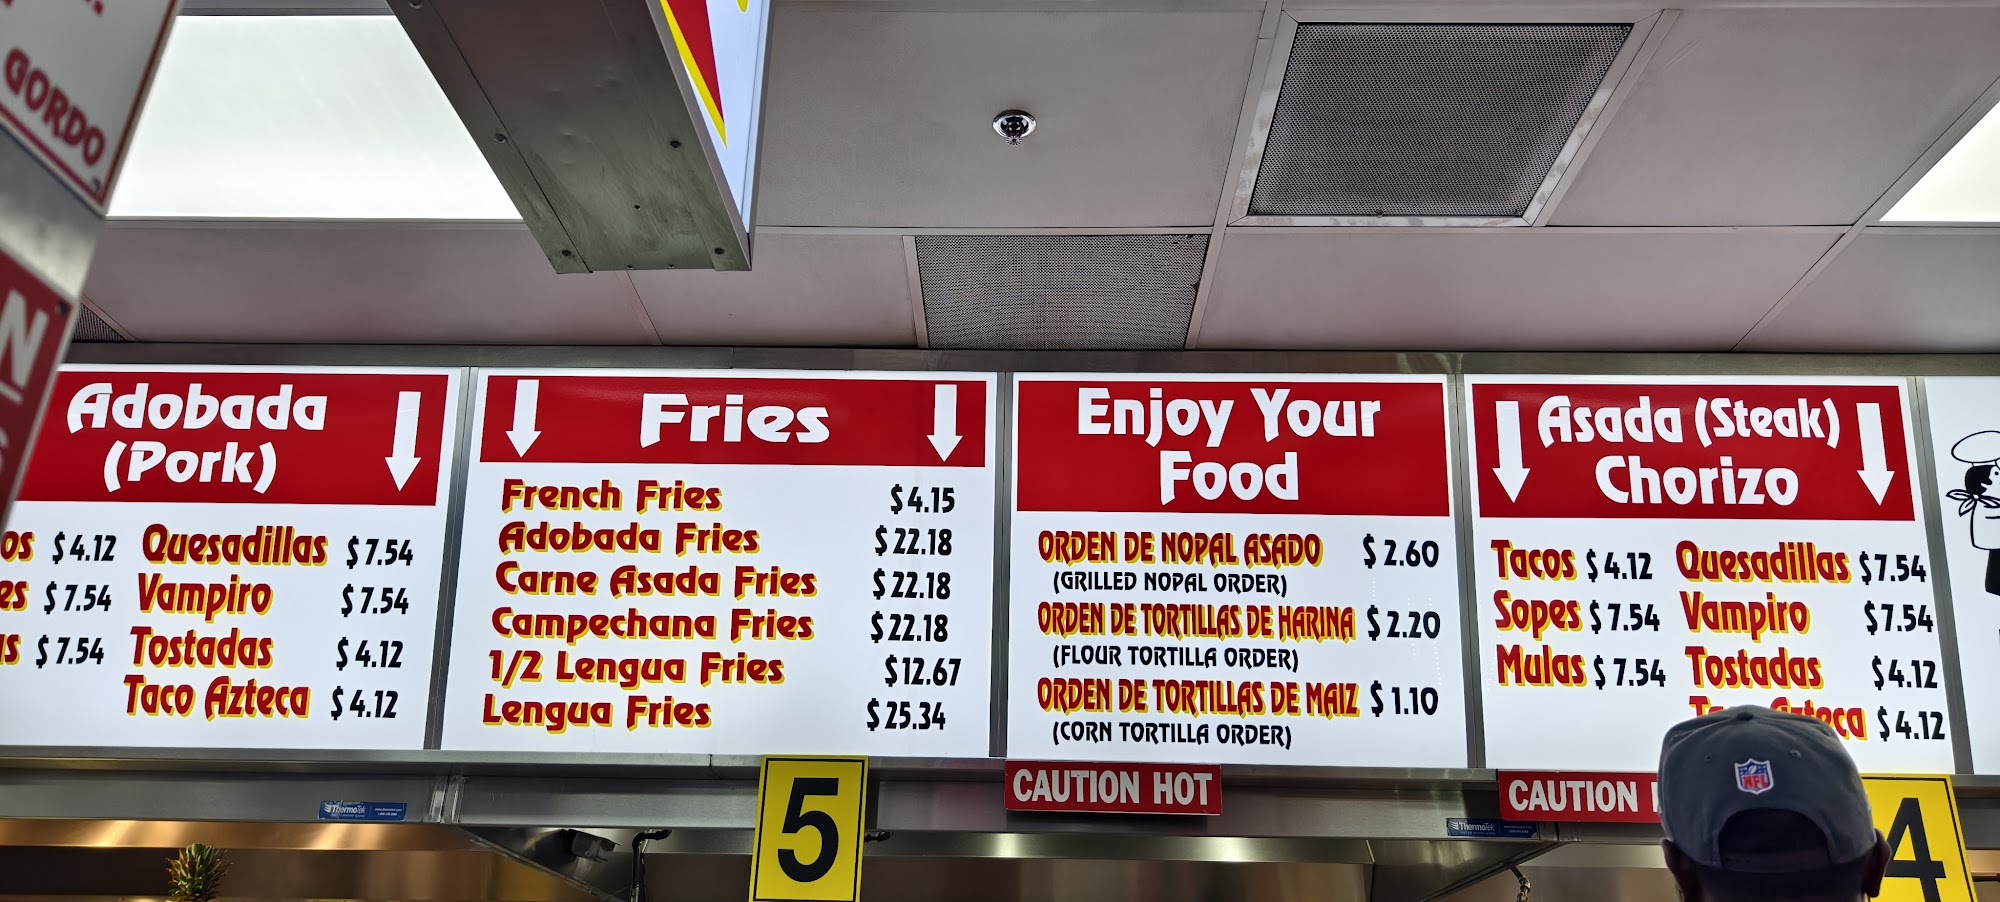 GORDO
N
Adobada
(Pork)
$4.12 Quesadillas $7.54
$7.54 Vampiro $7.54
$7.54 Tostadas $4.12
Taco Azteca $4.12
Fries
French Fries $4.15
Adobada Fries $22.18
Carne Asada Fries $22.18
Campechana Fries $22.18
1/2 Lengua Fries $12.67
Lengua Fries $25.34
Enjoy Your
Food
ORDEN DE NOPAL ASADO $2.60
(GRILLED NOPAL ORDER)
ORDEN DE TORTILLAS DE HARINA $2.20
(FLOUR TORTILLA ORDER)
ORDEN DE TORTILLAS DE MAIZ $1.10
(CORN TORTILLA ORDER)
Asada (Steak)
Chorizo
Tacos $4.12 Quesadillas $7.54
Sopes $7.54 Vampiro $7.54
Mulas $7.54 Tostadas $4.12
Taco Azteca $4.12
CAUTION HOT
CAUTION
ThermoTek
ThermoTek
5
4
NFL